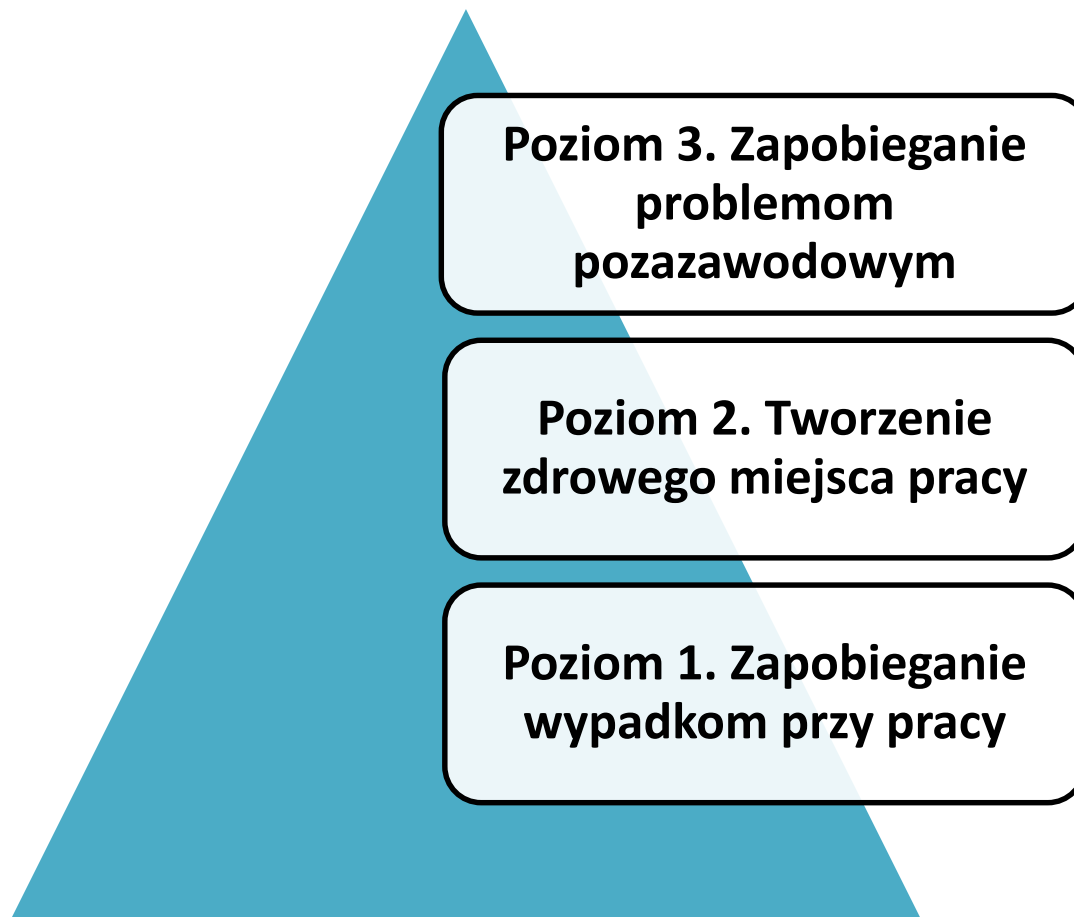 Poziom 3. Zapobieganie
problemom
pozazawodowym
Poziom 2. Tworzenie
zdrowego miejsca pracy
Poziom 1. Zapobieganie
wypadkom przy pracy